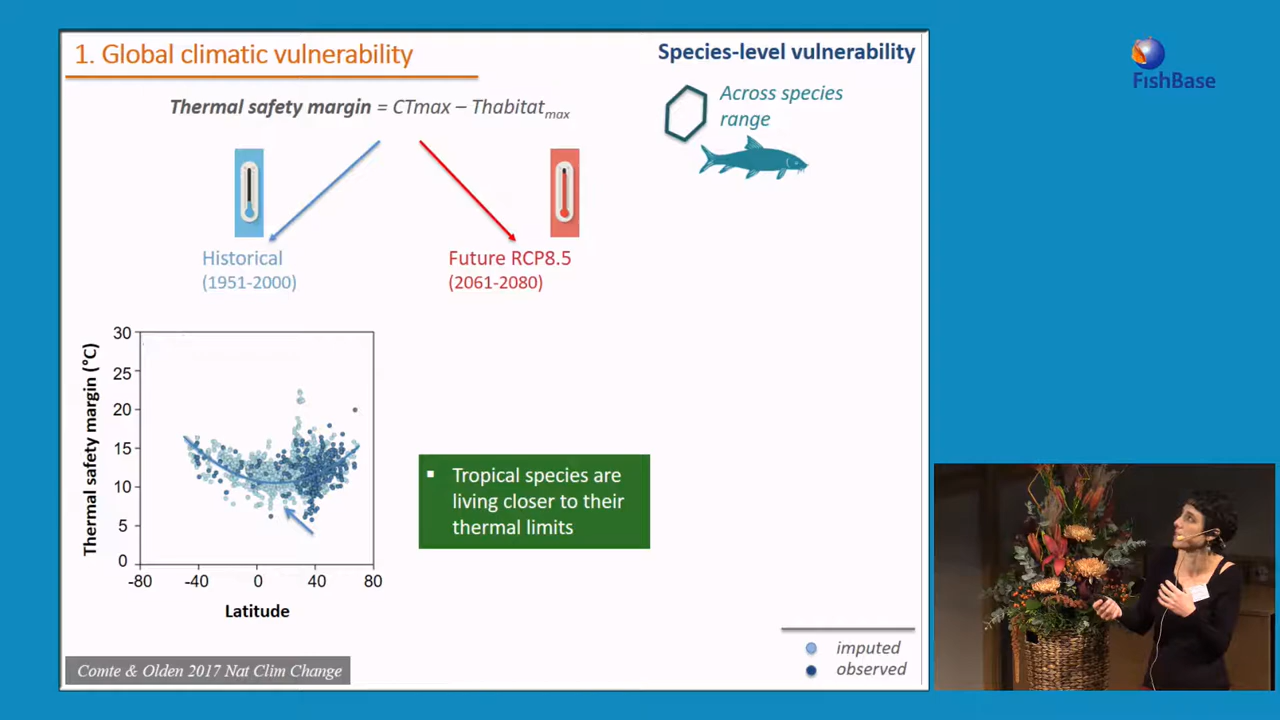 1. Global climatic vulnerability
Species-level vulnerability
FishBase
Thermal safety margin = CTmax – Thabitatmax
Across species
range
Historical
(1951-2000)
Future RCP8.5
(2061-2080)
Thermal safety margin (°C)
30
25
20
15
10
5
0
-80 -40 0 40 80
Latitude
Tropical species are
living closer to their
thermal limits
imputed
observed
Comte & Olden 2017 Nat Clim Change